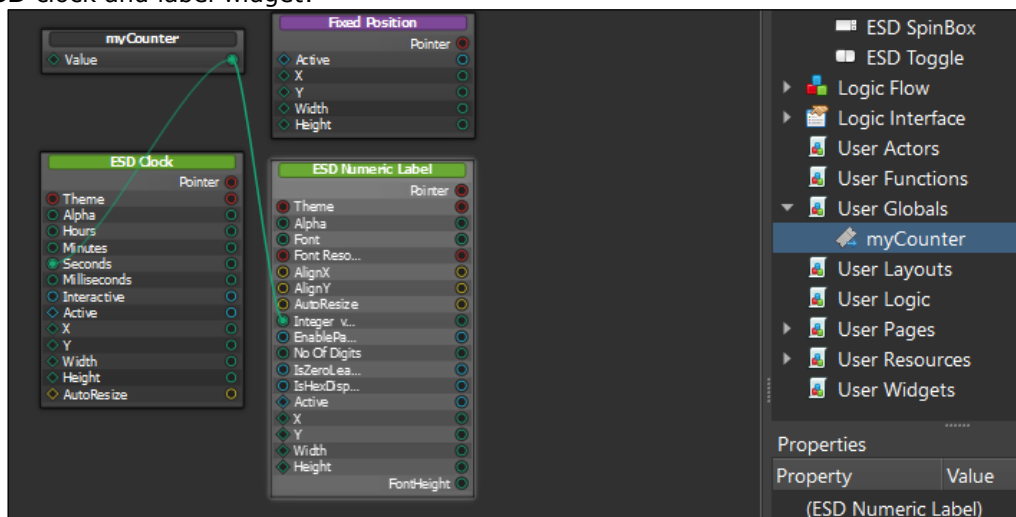 ESD clock and label widget.
myCounter
Value
Fixed Position
Pointer
Active
X
Y
Width
Height
ESD Clock
Pointer
Theme
Alpha
Hours
Minutes
Seconds
Milliseconds
Interactive
Active
X
Y
Width
Height
AutoResize
ESD Numeric Label
Pointer
Theme
Alpha
Font
Font Reso...
AlignX
AlignY
AutoResize
Integer v...
EnablePa...
No Of Digits
IsZeroLea...
IsHexDisp...
Active
X
Y
Width
Height
FontHeight
ESD SpinBox
ESD Toggle
Logic Flow
Logic Interface
User Actors
User Functions
User Globals
myCounter
User Layouts
User Logic
User Pages
User Resources
User Widgets
Properties
Property Value
(ESD Numeric Label)